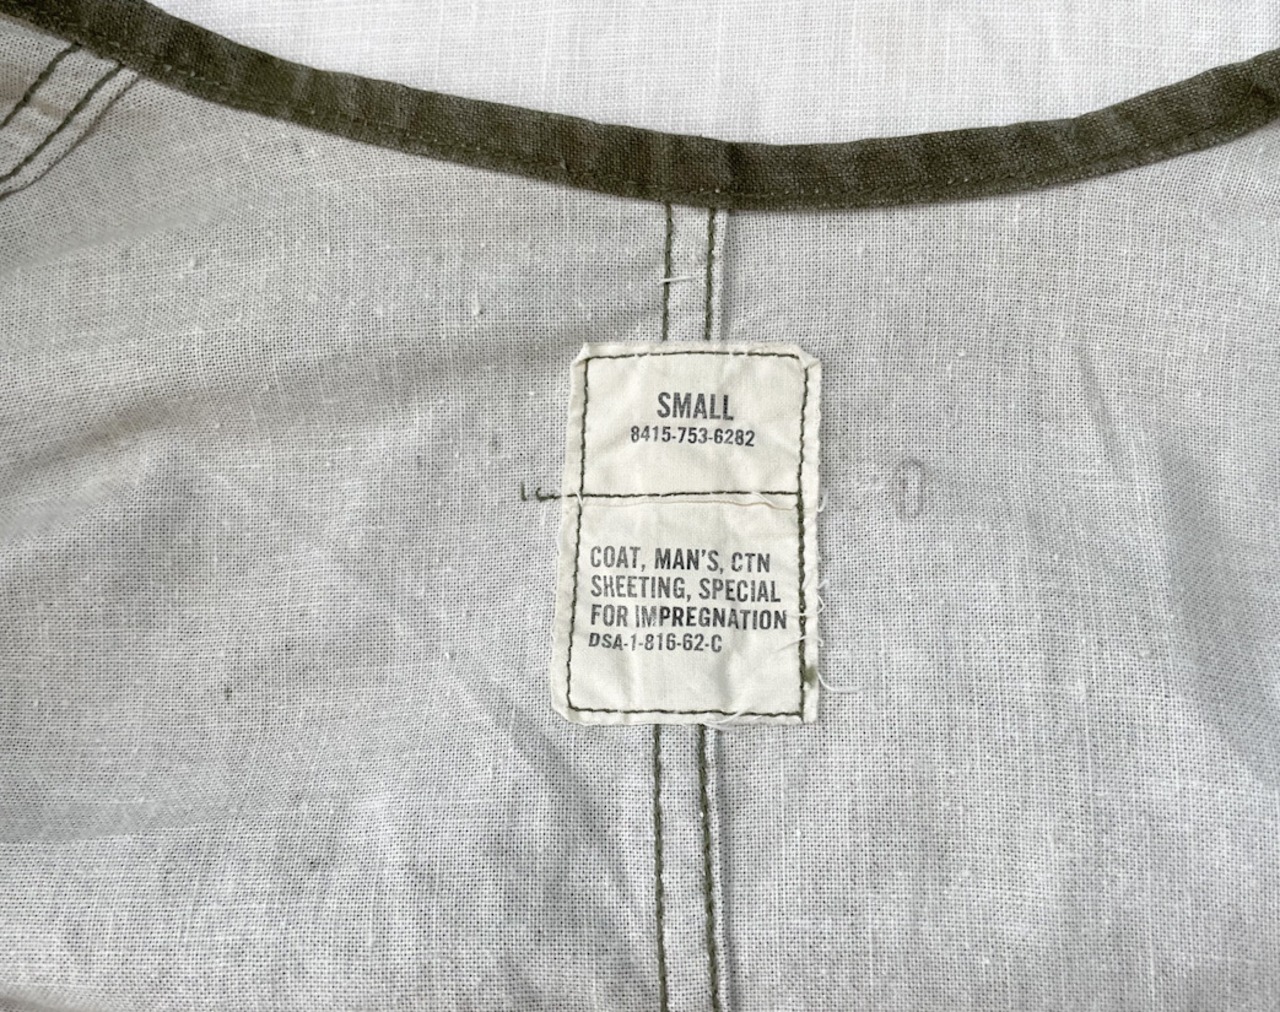 SMALL
8415-753-6282
COAT, MAN'S, CTN
SHEETING, SPECIAL
FOR IMPREGNATION
DSA-1-816-62-C